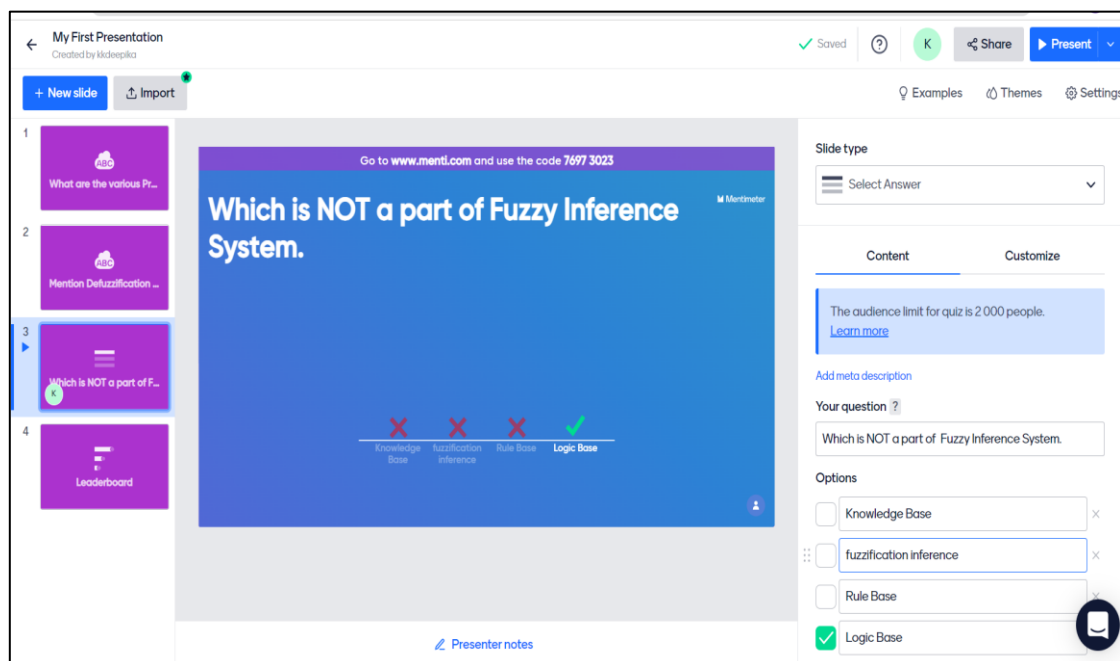 My First Presentation
Created by kkdeepika
Saved
?
K
Share
Present
+ New slide
Import
Examples
Themes
Settings
1
ABC
What are the various Pr...
2
ABC
Mention Defuzzification ...
3
Which is NOT a part of F...
K
4
Leaderboard
Go to www.menti.com and use the code 7697 3023
Which is NOT a part of Fuzzy Inference
System.
Mentimeter
Knowledge
Base
fuzzification
inference
Rule Base
Logic Base
Presenter notes
Slide type
Select Answer
Content
Customize
The audience limit for quiz is 2 000 people.
Learn more
Add meta description
Your question ?
Which is NOT a part of Fuzzy Inference System.
Options
Knowledge Base
fuzzification inference
Rule Base
Logic Base